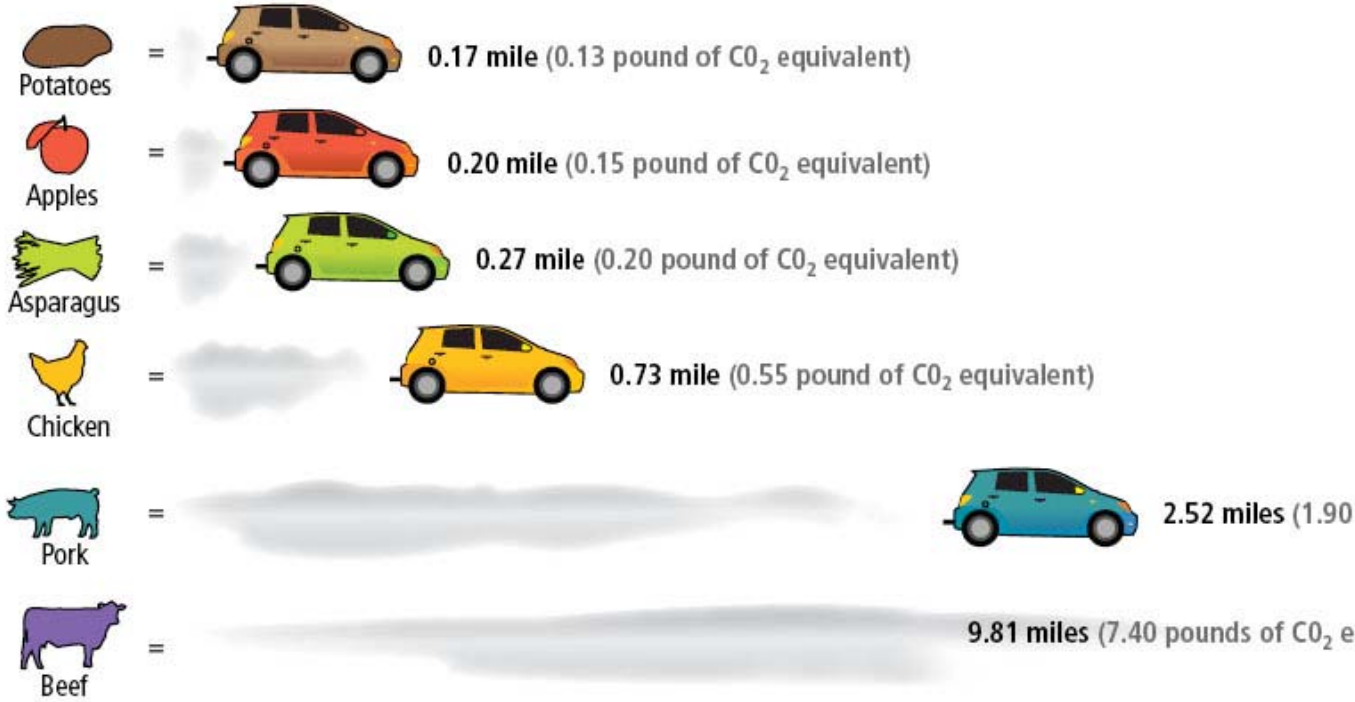 Potatoes
= 0.17 mile (0.13 pound of C0₂ equivalent)
Apples
= 0.20 mile (0.15 pound of C0₂ equivalent)
Asparagus
= 0.27 mile (0.20 pound of C0₂ equivalent)
Chicken
= 0.73 mile (0.55 pound of C0₂ equivalent)
Pork
= 2.52 miles (1.90
Beef
= 9.81 miles (7.40 pounds of C0₂ e